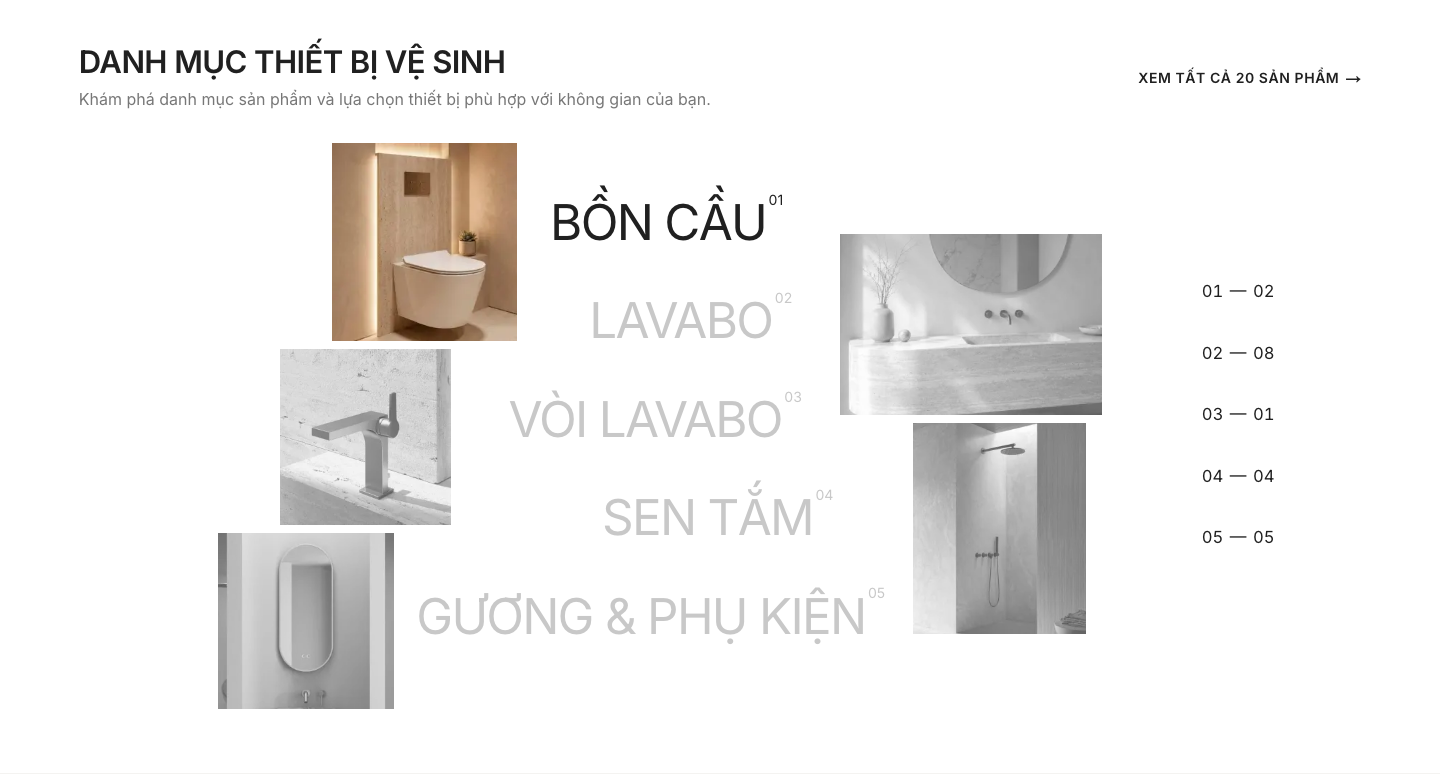 DANH MỤC THIẾT BỊ VỆ SINH
Khám phá danh mục sản phẩm và lựa chọn thiết bị phù hợp với không gian của bạn.
XEM TẤT CẢ 20 SẢN PHẨM →
BỒN CẦU 01
LAVABO 02
VÒI LAVABO 03
SEN TẮM 04
GƯƠNG & PHỤ KIỆN 05
01 — 02
02 — 08
03 — 01
04 — 04
05 — 05